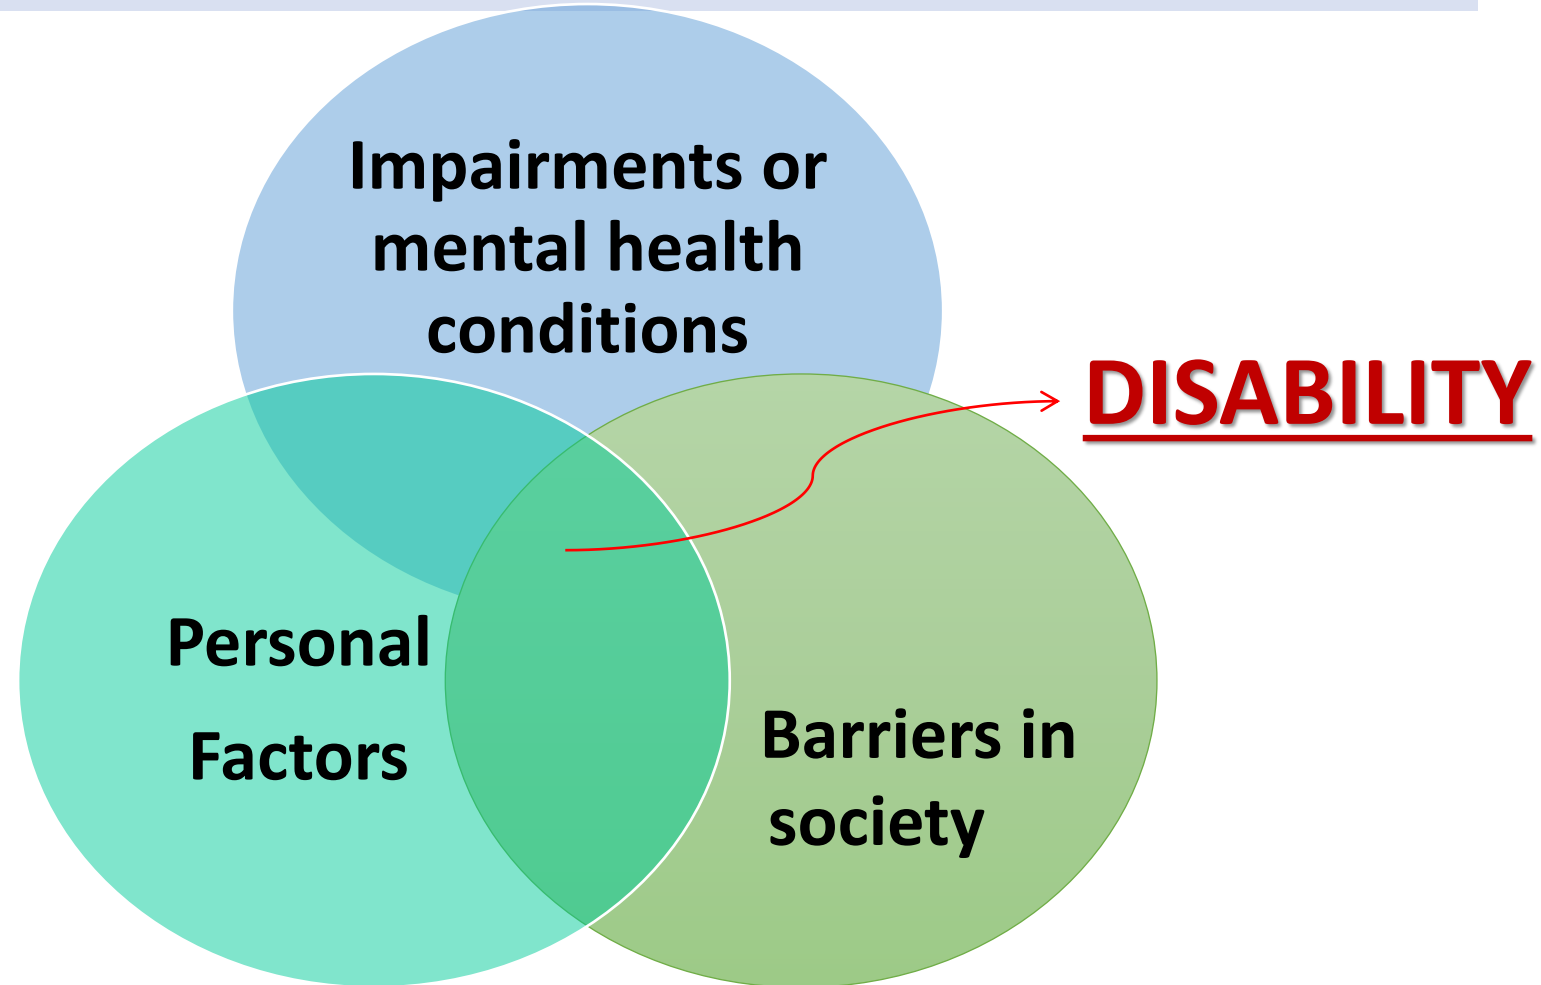 Impairments or
mental health
conditions
DISABILITY
Personal
Factors
Barriers in
society